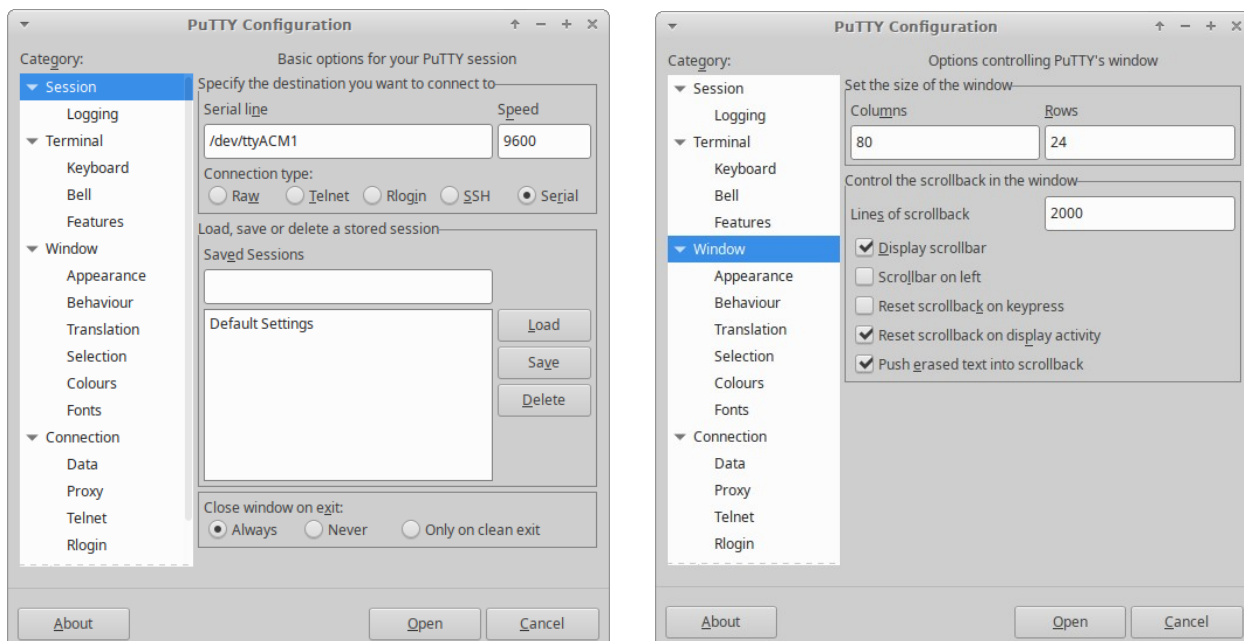 PuTTY Configuration
Category:
Basic options for your PuTTY session
Session
Logging
Terminal
Keyboard
Bell
Features
Window
Appearance
Behaviour
Translation
Selection
Colours
Fonts
Connection
Data
Proxy
Telnet
Rlogin
Specify the destination you want to connect to
Serial line Speed
/dev/ttyACM1 9600
Connection type:
Raw Telnet Rlogin SSH Serial
Load, save or delete a stored session
Saved Sessions
Default Settings
Load
Save
Delete
Close window on exit:
Always Never Only on clean exit
About Open Cancel
PuTTY Configuration
Category:
Options controlling PuTTY's window
Session
Logging
Terminal
Keyboard
Bell
Features
Window
Appearance
Behaviour
Translation
Selection
Colours
Fonts
Connection
Data
Proxy
Telnet
Rlogin
Set the size of the window
Columns Rows
80 24
Control the scrollback in the window
Lines of scrollback 2000
Display scrollbar
Scrollbar on left
Reset scrollback on keypress
Reset scrollback on display activity
Push erased text into scrollback
About Open Cancel